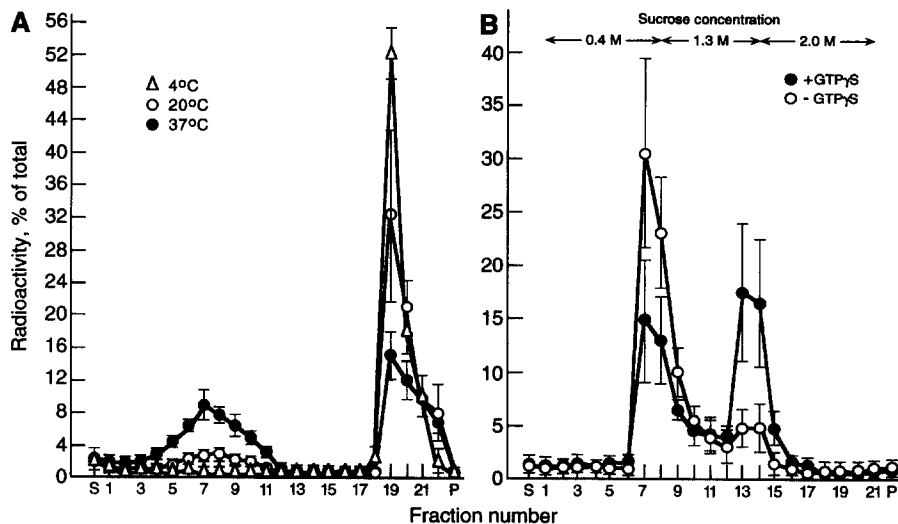 A
Radioactivity, % of total
56
52
48
44
40
36
32
28
24
20
16
12
8
4
0
4ºC
20ºC
37ºC
S 1 3 5 7 9 11 13 15 17 19 21 P
B
Sucrose concentration
0.4 M 1.3 M 2.0 M
+GTPγS
- GTPγS
40
35
30
25
20
15
10
5
0
S 1 3 5 7 9 11 13 15 17 19 21 P
Fraction number